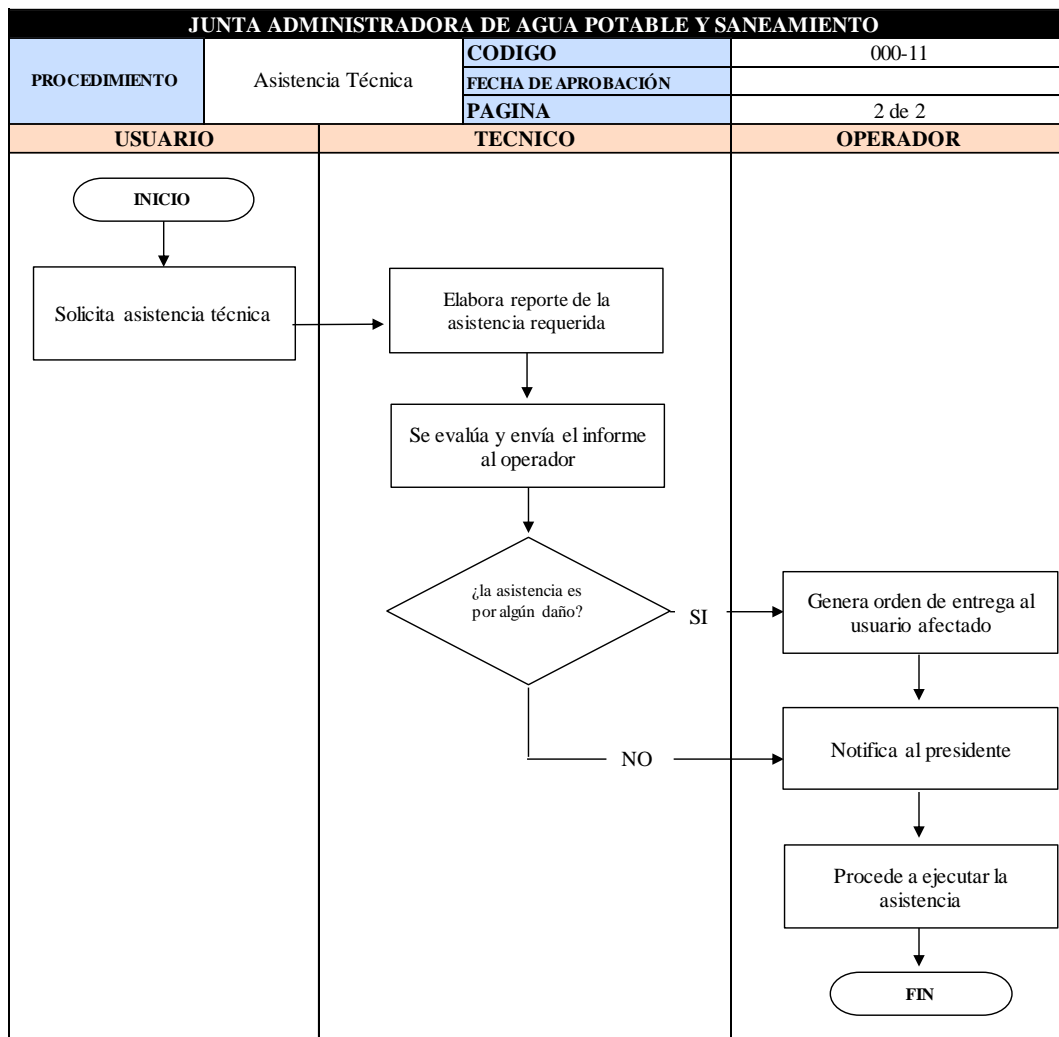 JUNTA ADMINISTRADORA DE AGUA POTABLE Y SANEAMIENTO
PROCEDIMIENTO
Asistencia Técnica
CODIGO
000-11
FECHA DE APROBACIÓN
PAGINA
2 de 2
USUARIO
TECNICO
OPERADOR
INICIO
Solicita asistencia técnica
Elabora reporte de la
asistencia requerida
Se evalúa y envía el informe
al operador
¿la asistencia es
por algún daño?
SI
Genera orden de entrega al
usuario afectado
NO
Notifica al presidente
Procede a ejecutar la
asistencia
FIN